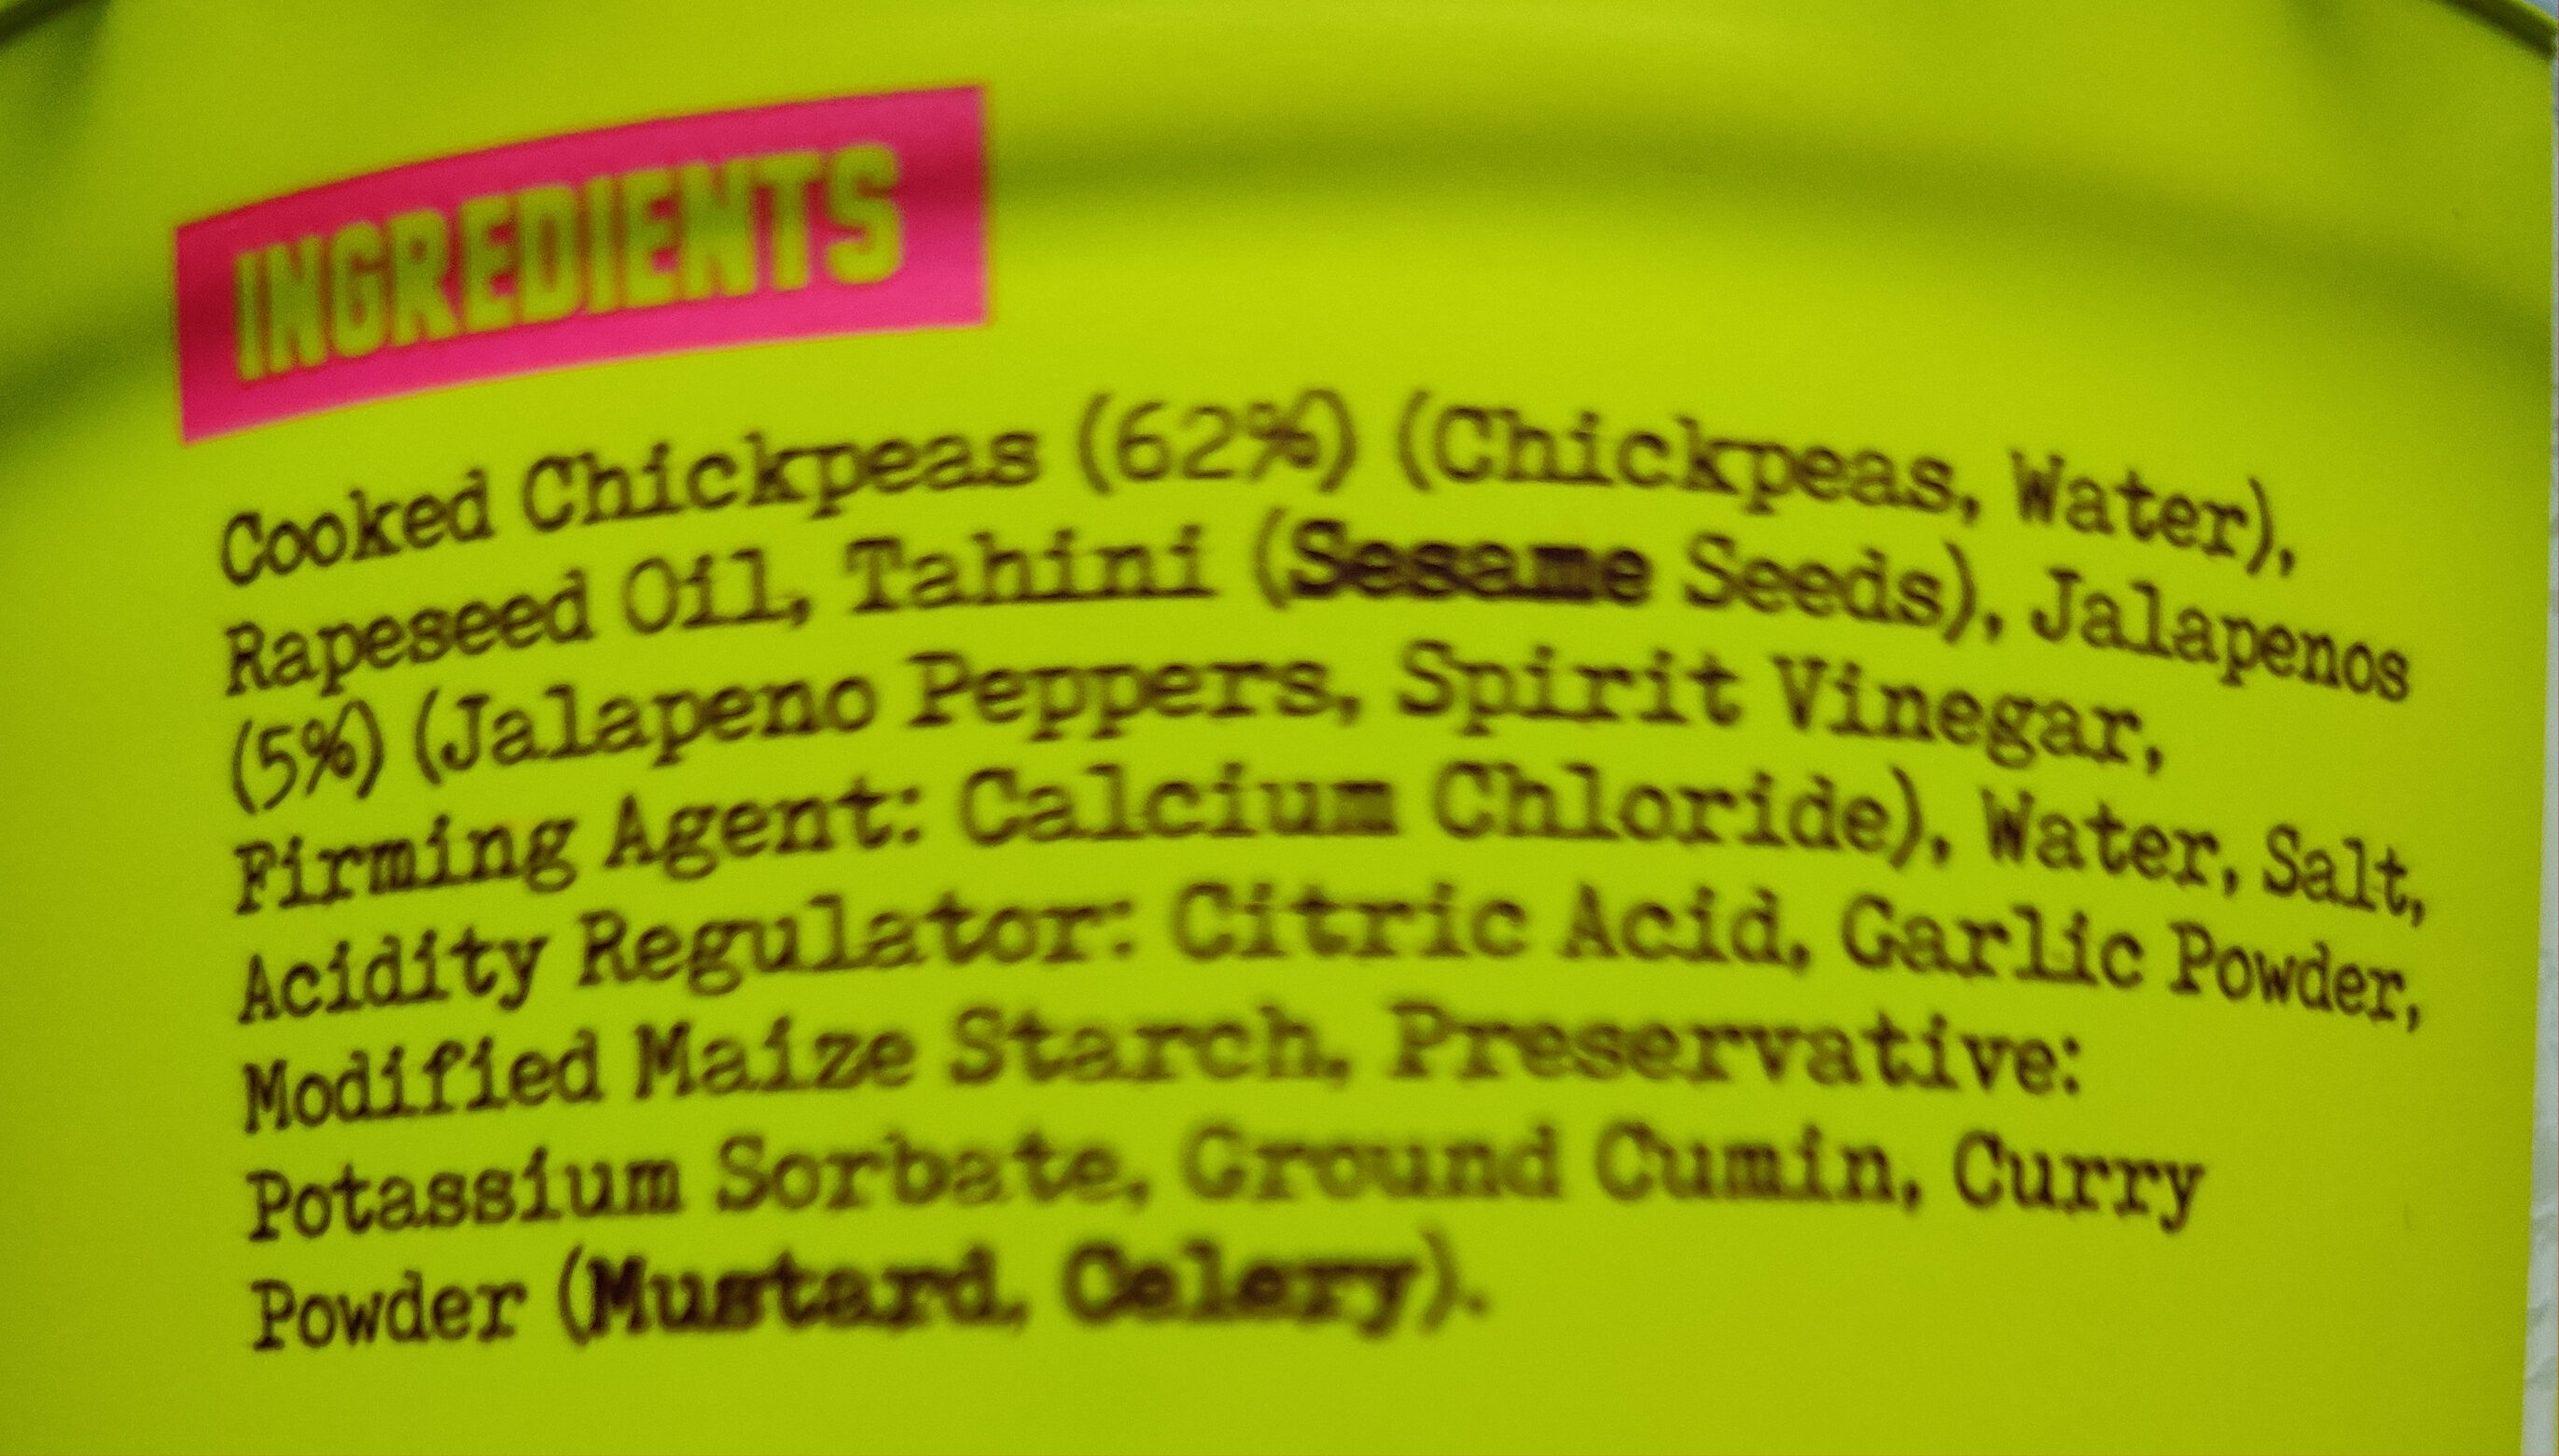 INGREDIENTS
Cooked Chickpeas (62%) (Chickpeas, Water),
Rapeseed Oil, Tahini (Sesame Seeds), Jalapenos
(5%) (Jalapeno Peppers, Spirit Vinegar,
Firming Agent: Calcium Chloride), Water, Salt,
Acidity Regulator: Citric Acid, Garlic Powder,
Modified Maize Starch, Preservative:
Potassium Sorbate, Ground Cumin, Curry
Powder (Mustard, Celery).